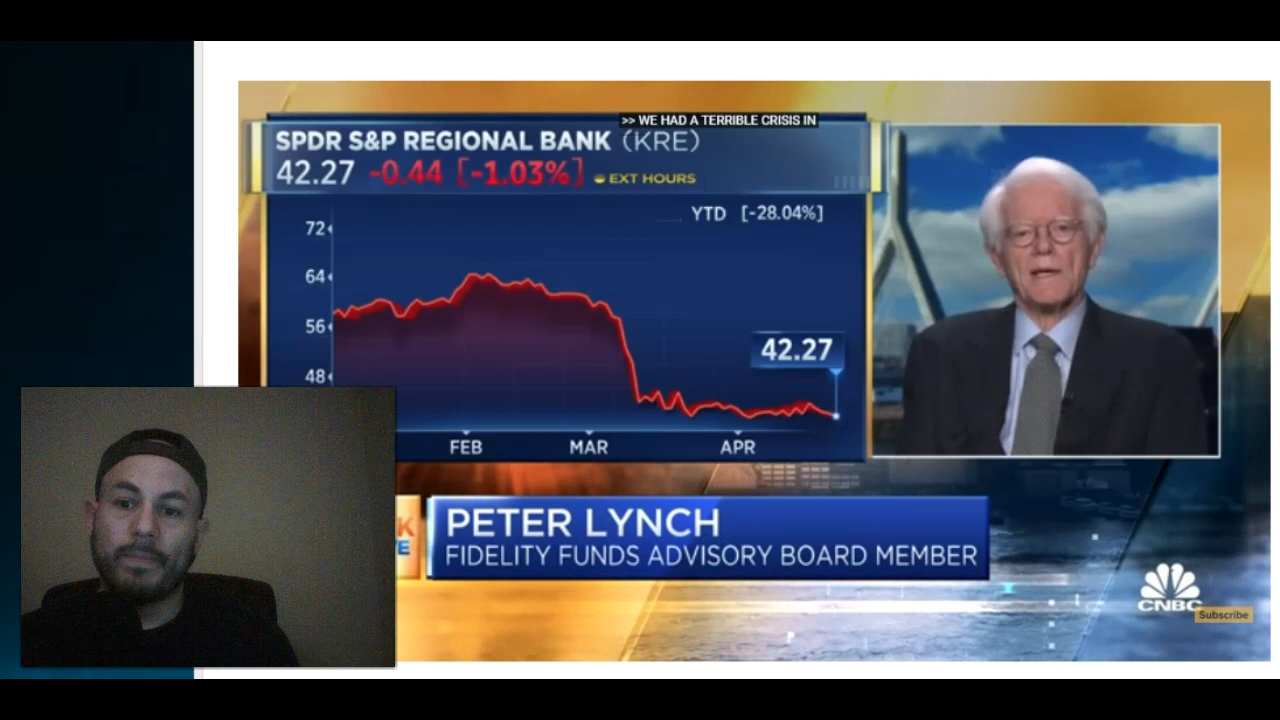 >> WE HAD A TERRIBLE CRISIS IN
SPDR S&P REGIONAL BANK (KRE)
42.27 -0.44 [-1.03%] EXT HOURS
YTD [-28.04%]
72
64
56
48
42.27
FEB MAR APR
K
E
PETER LYNCH
FIDELITY FUNDS ADVISORY BOARD MEMBER
CNBC
Subscribe